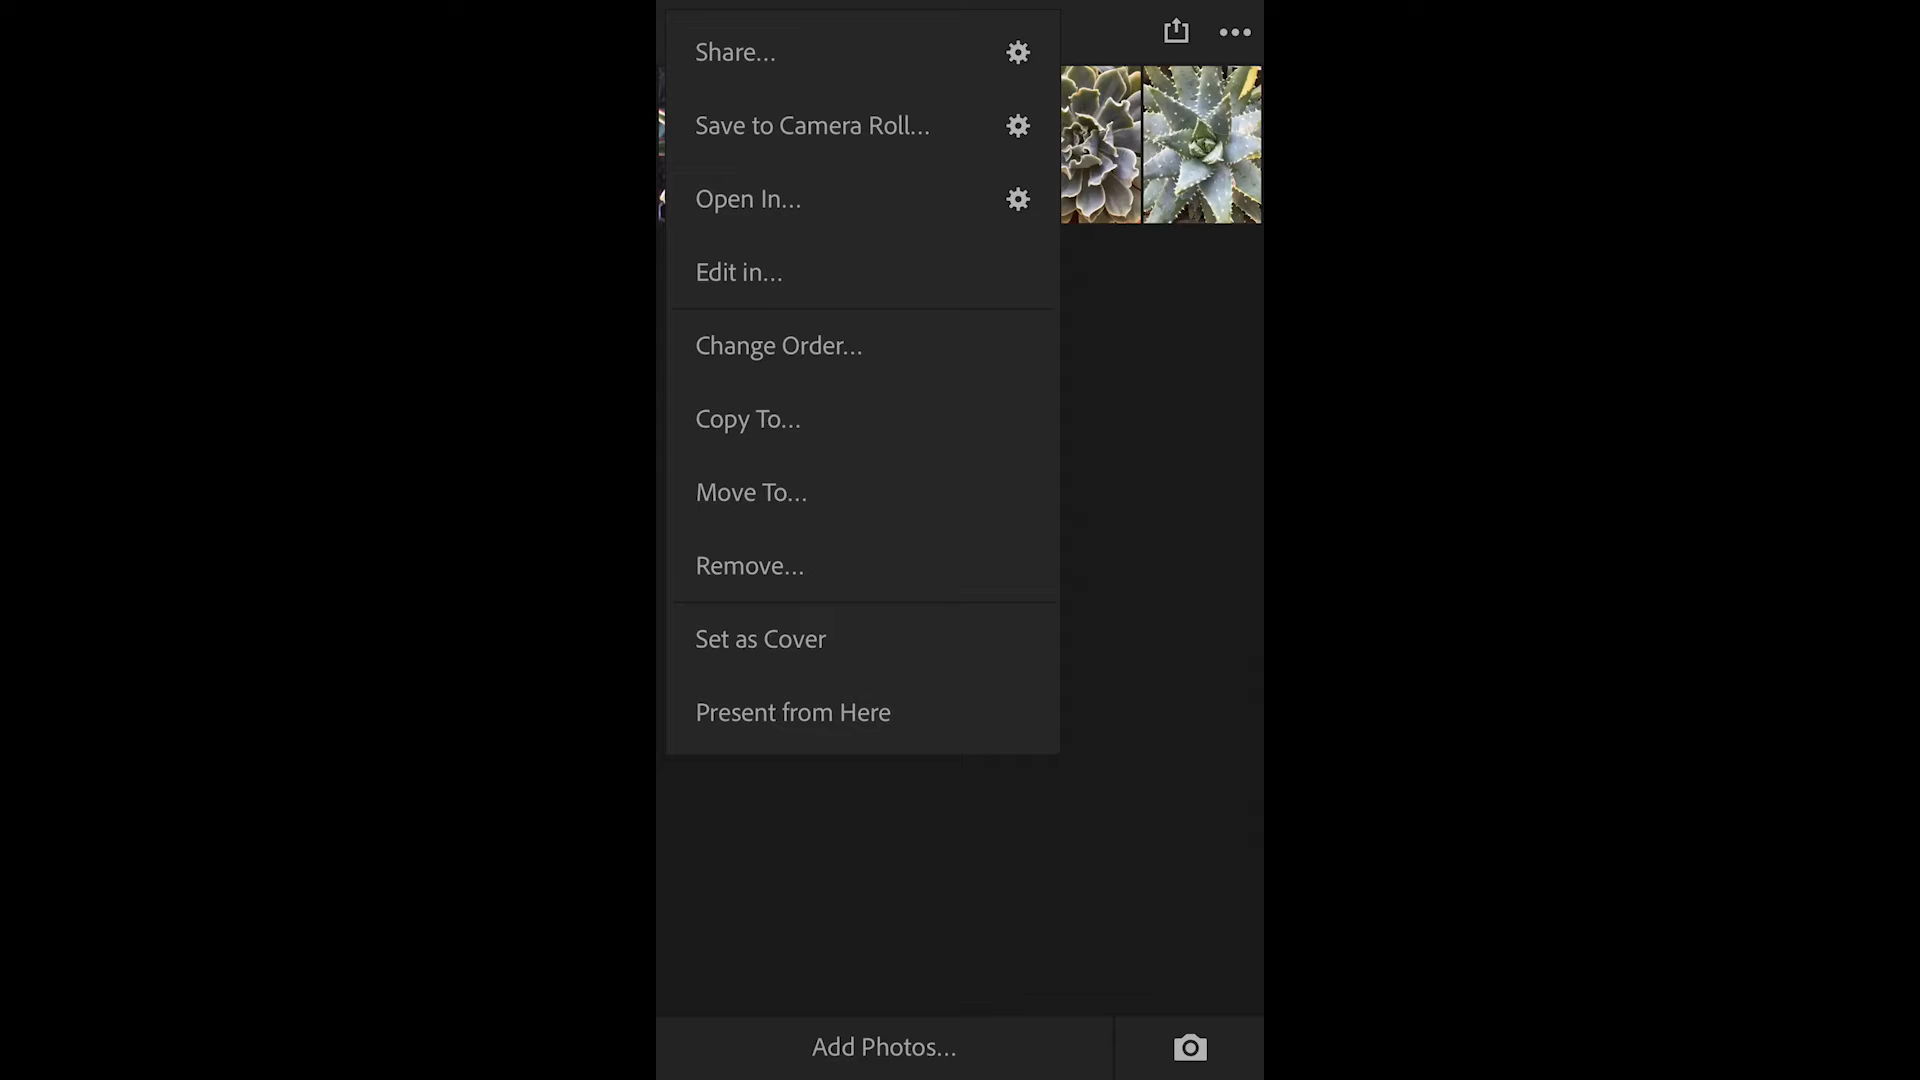 Share...
Save to Camera Roll...
Open In...
Edit in...
Change Order...
Copy To...
Move To...
Remove...
Set as Cover
Present from Here
Add Photos...